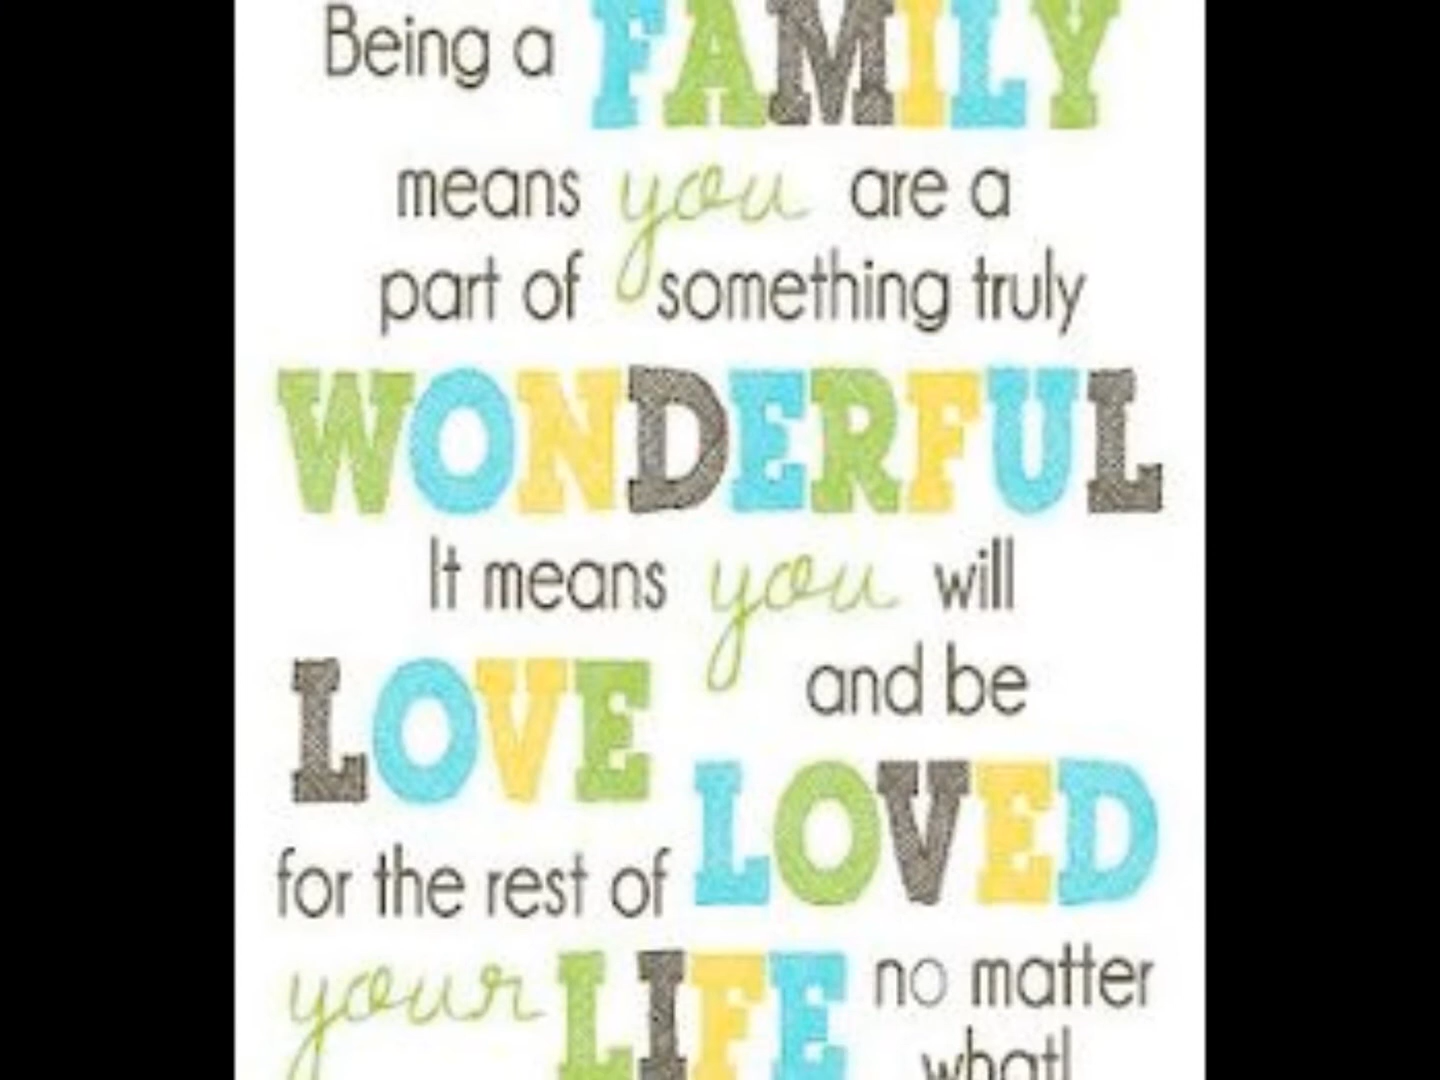 Being a FAMILY
means you are a
part of something truly
WONDERFUL
It means you will
LOVE and be
LOVED
for the rest of
your LIFE no matter
what!